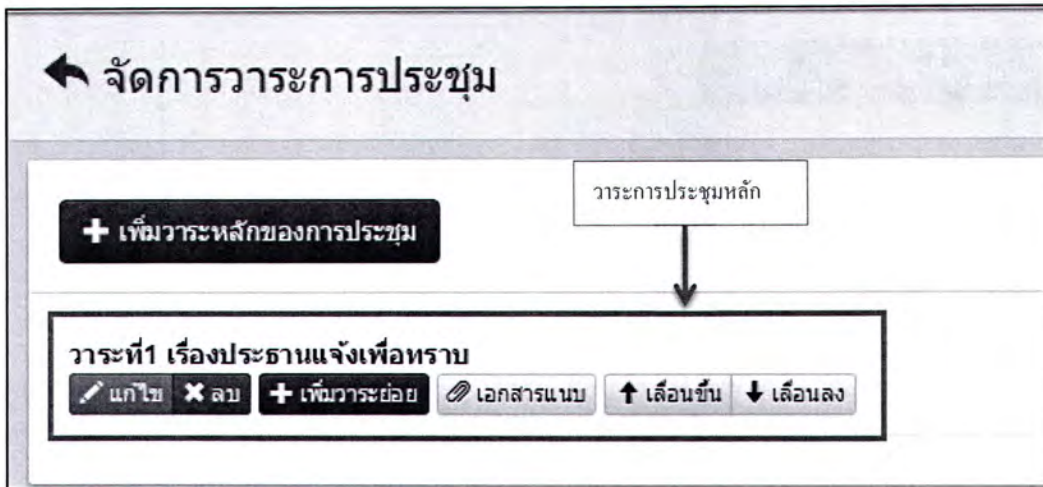 จัดการวาระการประชุม
วาระการประชุมหลัก
เพิ่มวาระหลักของการประชุม
วาระที่1 เรื่องประธานแจ้งเพื่อทราบ
แก้ไข ลบ เพิ่มวาระย่อย เอกสารแนบ เลื่อนขึ้น เลื่อนลง